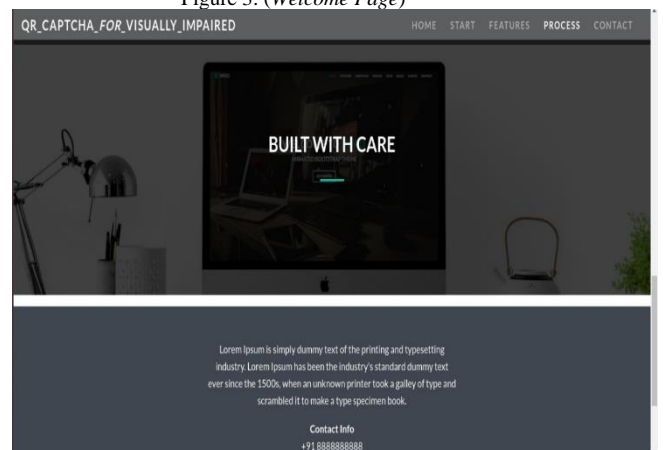 Figure 3: (Welcome Page)
QR_CAPTCHA_FOR_VISUALLY_IMPAIRED
HOME START FEATURES PROCESS CONTACT
BUILT WITH CARE
Lorem Ipsum is simply dummy text of the printing and typesetting
industry. Lorem Ipsum has been the industry's standard dummy text
ever since the 1500s, when an unknown printer took a galley of type and
scrambled it to make a type specimen book.
Contact Info
+91 8888888888